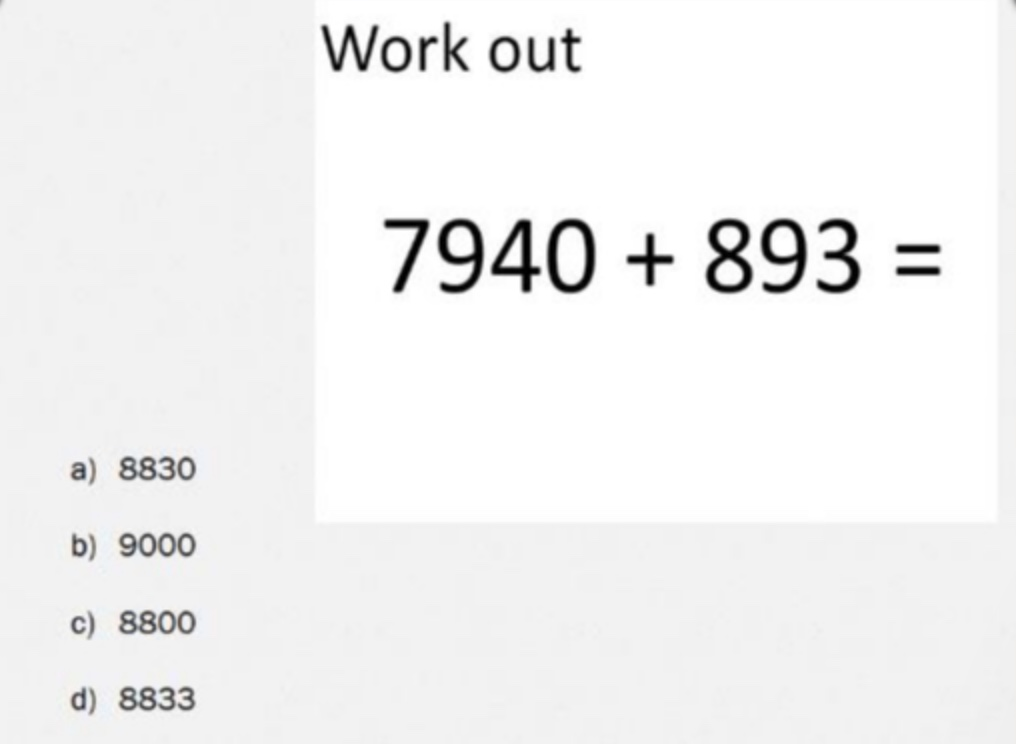 Work out
7940 + 893 =
a) 8830
b) 9000
c) 8800
d) 8833